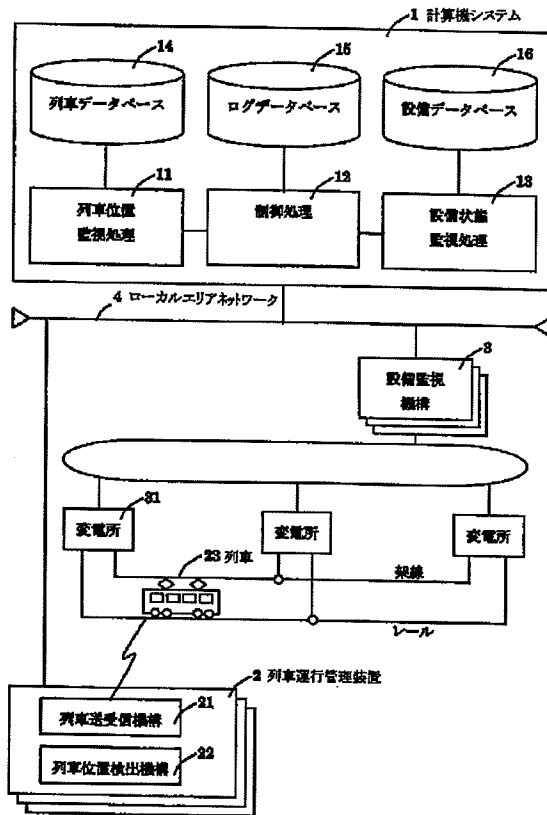 1 計算機システム
14
15
16
列車データベース
ログデータベース
設備データベース
11
12
13
列車位置
監視処理
制御処理
設備状態
監視処理
4 ローカルエリアネットワーク
3
設備監視
機構
31
変電所
変電所
変電所
23 列車
架線
レール
2 列車運行管理装置
21
列車送受信機構
22
列車位置検出機構